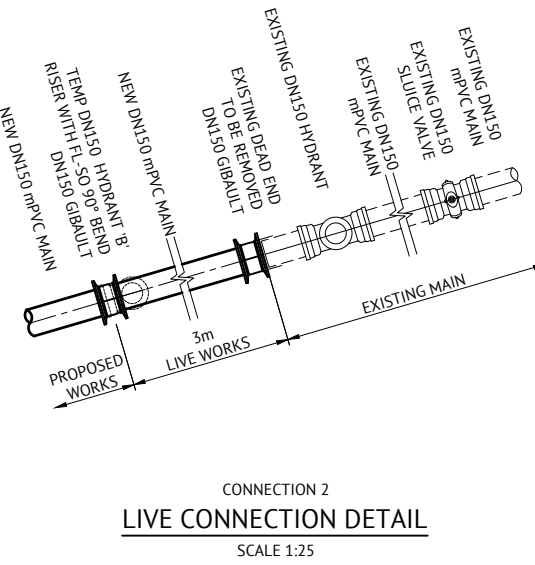 NEW DN150 mPVC MAIN
TEMP DN150 HYDRANT 'B'
RISER WITH FL-SO 90° BEND
DN150 GIBAULT
NEW DN150 mPVC MAIN
EXISTING DEAD END
TO BE REMOVED
DN150 GIBAULT
EXISTING DN150 HYDRANT
EXISTING DN150
mPVC MAIN
EXISTING DN150
SLUICE VALVE
EXISTING DN150
mPVC MAIN
PROPOSED
WORKS
3m
LIVE WORKS
EXISTING MAIN
CONNECTION 2
LIVE CONNECTION DETAIL
SCALE 1:25